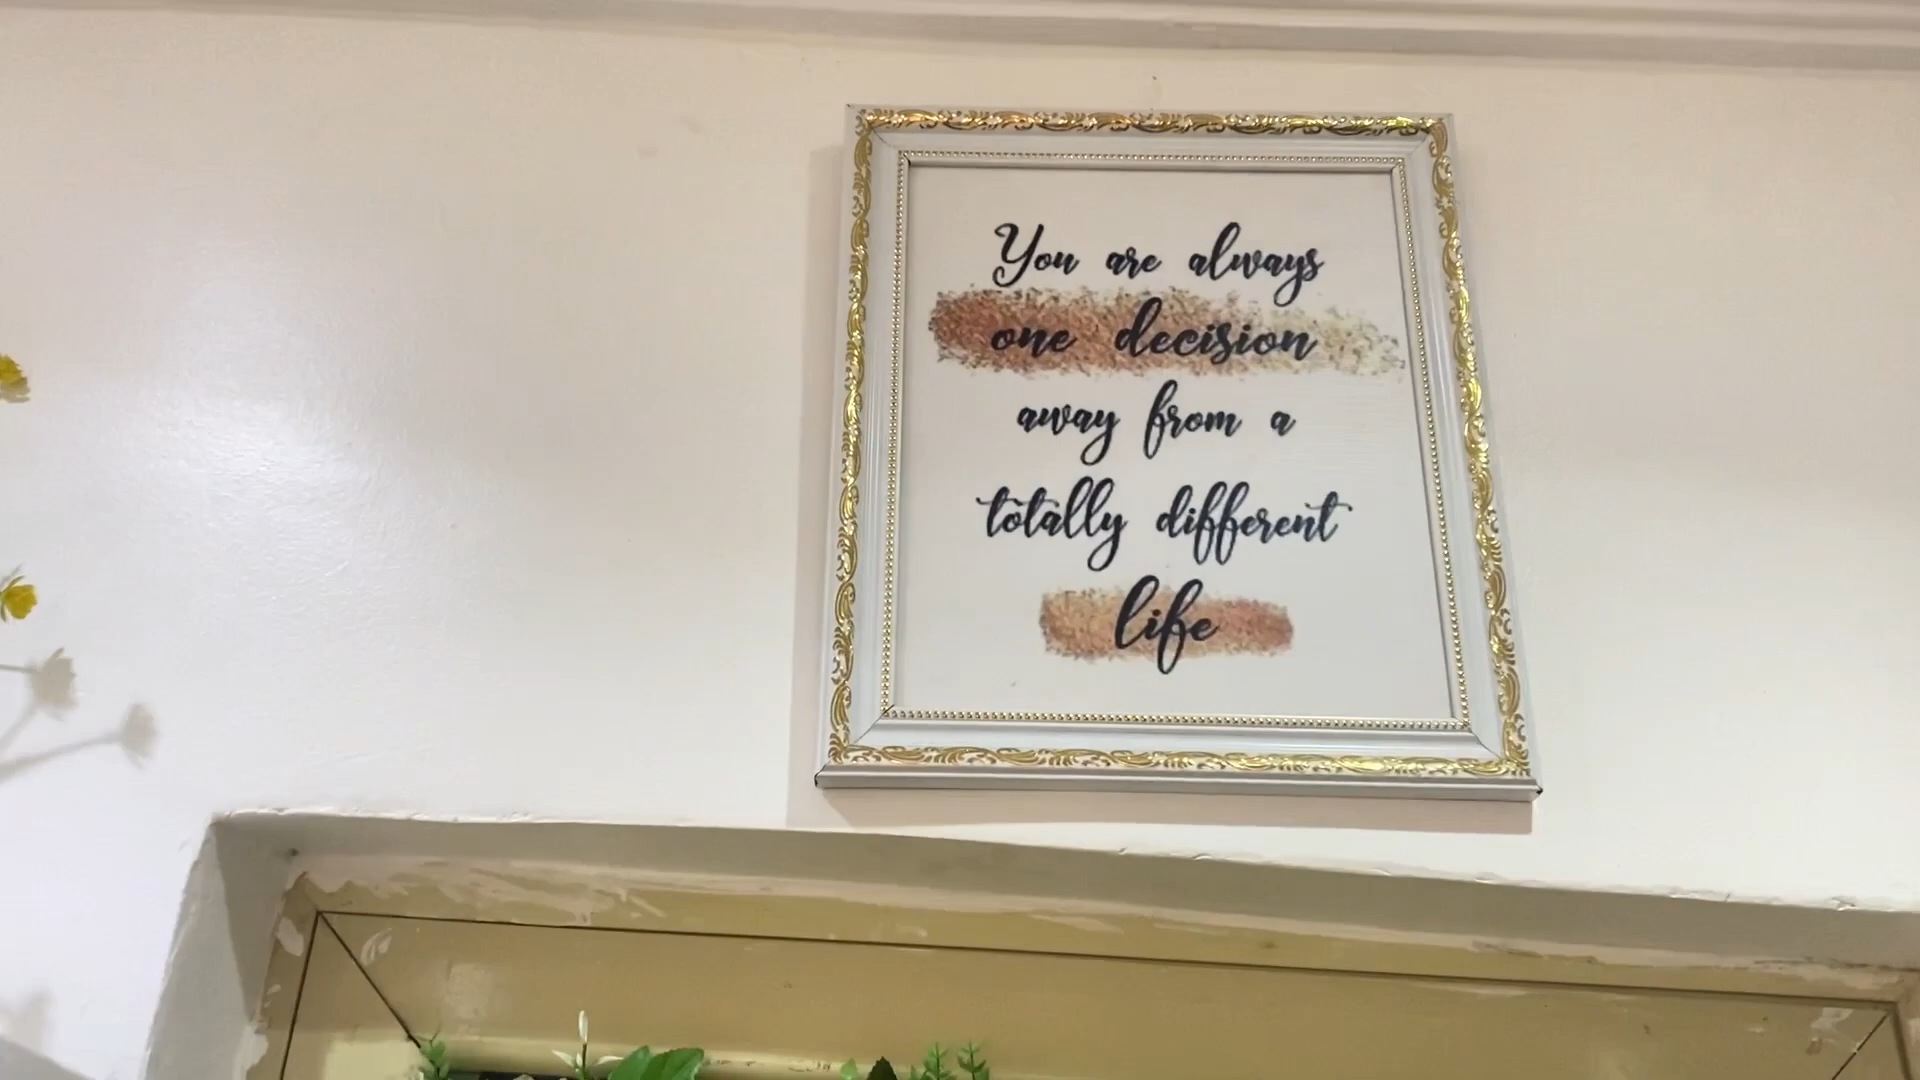 You are always
one decision
away from a
totally different
life